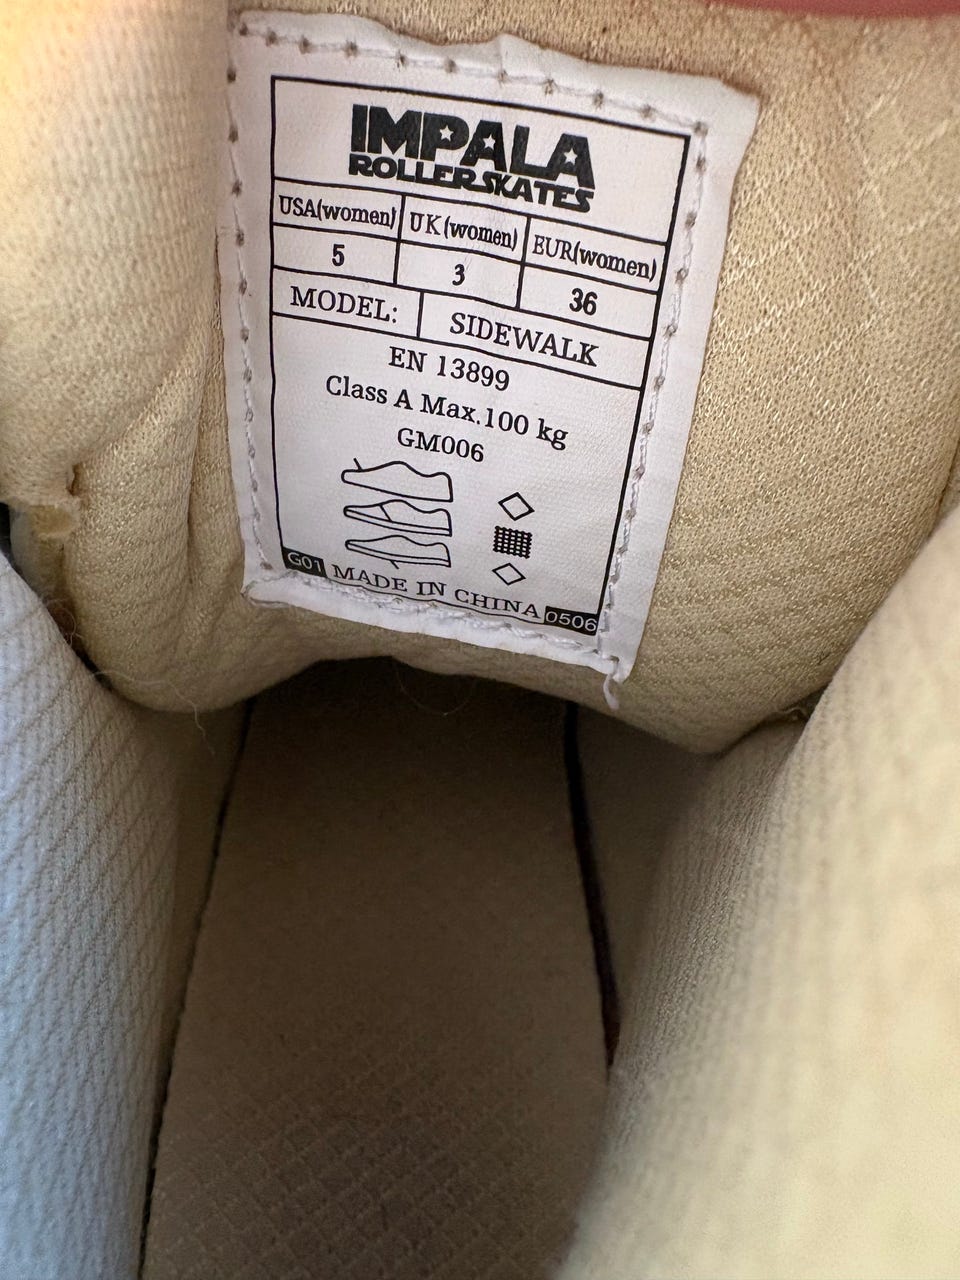 IMPALA
ROLLERSKATES
USA(women) UK(women) EUR(women)
5 3 36
MODEL: SIDEWALK
EN 13899
Class A Max.100 kg
GM006
G01 MADE IN CHINA 0506